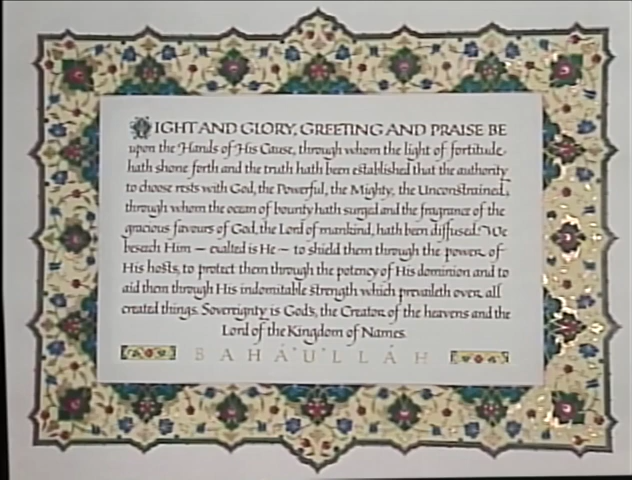 LIGHT AND GLORY, GREETING AND PRAISE BE
upon the Hands of His Cause, through whom the light of fortitude
hath shone forth and the truth hath been established that the authority
to choose rests with God, the Powerful, the Mighty, the Unconstrained,
through whom the ocean of bounty hath surged and the fragrance of the
gracious favours of God, the Lord of mankind, hath been diffused. We
beseech Him — exalted is He — to shield them through the power of
His hosts, to protect them through the potency of His dominion and to
aid them through His indomitable strength which prevaileth over all
created things. Sovereignty is God's, the Creator of the heavens and the
Lord of the Kingdom of Names.
BAHÁ'U'LLÁH